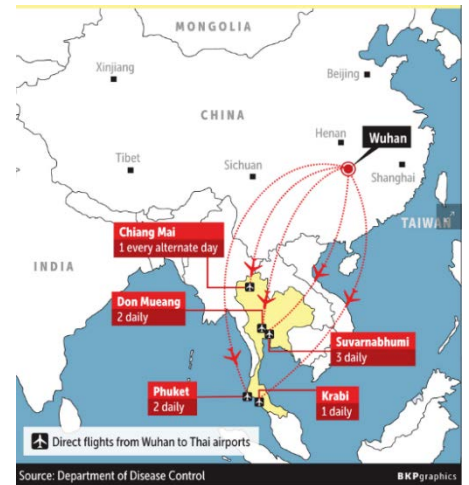 MONGOLIA
Xinjiang
Beijing
CHINA
Henan
Wuhan
Tibet
Sichuan
Shanghai
TAIWAN
Chiang Mai
1 every alternate day
INDIA
Don Mueang
2 daily
Suvarnabhumi
3 daily
Phuket
2 daily
Krabi
1 daily
Direct flights from Wuhan to Thai airports
Source: Department of Disease Control
BKPgraphics